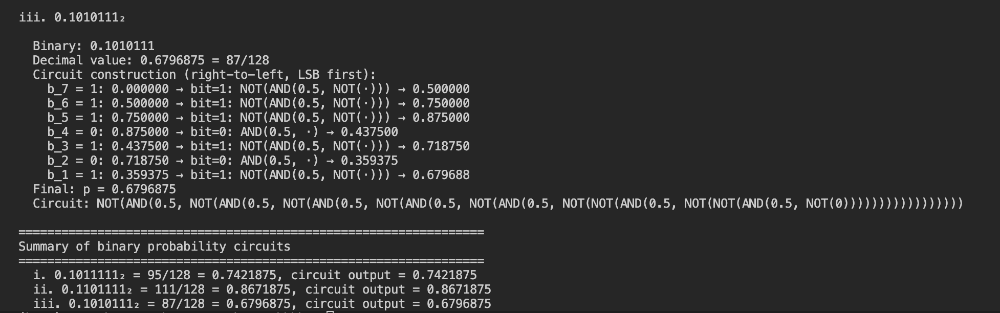 iii. 0.1010111₂
Binary: 0.1010111
Decimal value: 0.6796875 = 87/128
Circuit construction (right-to-left, LSB first):
b_7 = 1: 0.000000 → bit=1: NOT(AND(0.5, NOT(·))) → 0.500000
b_6 = 1: 0.500000 → bit=1: NOT(AND(0.5, NOT(·))) → 0.750000
b_5 = 1: 0.750000 → bit=1: NOT(AND(0.5, NOT(·))) → 0.875000
b_4 = 0: 0.875000 → bit=0: AND(0.5, ·) → 0.437500
b_3 = 1: 0.437500 → bit=1: NOT(AND(0.5, NOT(·))) → 0.718750
b_2 = 0: 0.718750 → bit=0: AND(0.5, ·) → 0.359375
b_1 = 1: 0.359375 → bit=1: NOT(AND(0.5, NOT(·))) → 0.679688
Final: p = 0.6796875
Circuit: NOT(AND(0.5, NOT(AND(0.5, NOT(AND(0.5, NOT(AND(0.5, NOT(AND(0.5, NOT(NOT(AND(0.5, NOT(NOT(AND(0.5, NOT(0)))))))))))))))))
=================================================================
Summary of binary probability circuits
=================================================================
i. 0.1011111₂ = 95/128 = 0.7421875, circuit output = 0.7421875
ii. 0.1101111₂ = 111/128 = 0.8671875, circuit output = 0.8671875
iii. 0.1010111₂ = 87/128 = 0.6796875, circuit output = 0.6796875